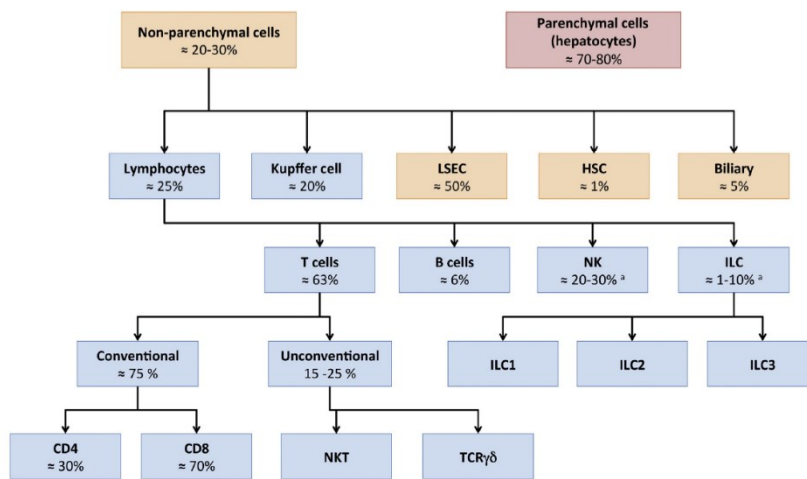 Non-parenchymal cells
≈ 20-30%
Parenchymal cells
(hepatocytes)
≈ 70-80%
Lymphocytes
≈ 25%
Kupffer cell
≈ 20%
LSEC
≈ 50%
HSC
≈ 1%
Biliary
≈ 5%
T cells
≈ 63%
B cells
≈ 6%
NK
≈ 20-30% a
ILC
≈ 1-10% a
Conventional
≈ 75 %
Unconventional
15 -25 %
ILC1
ILC2
ILC3
CD4
≈ 30%
CD8
≈ 70%
NKT
TCRγδ